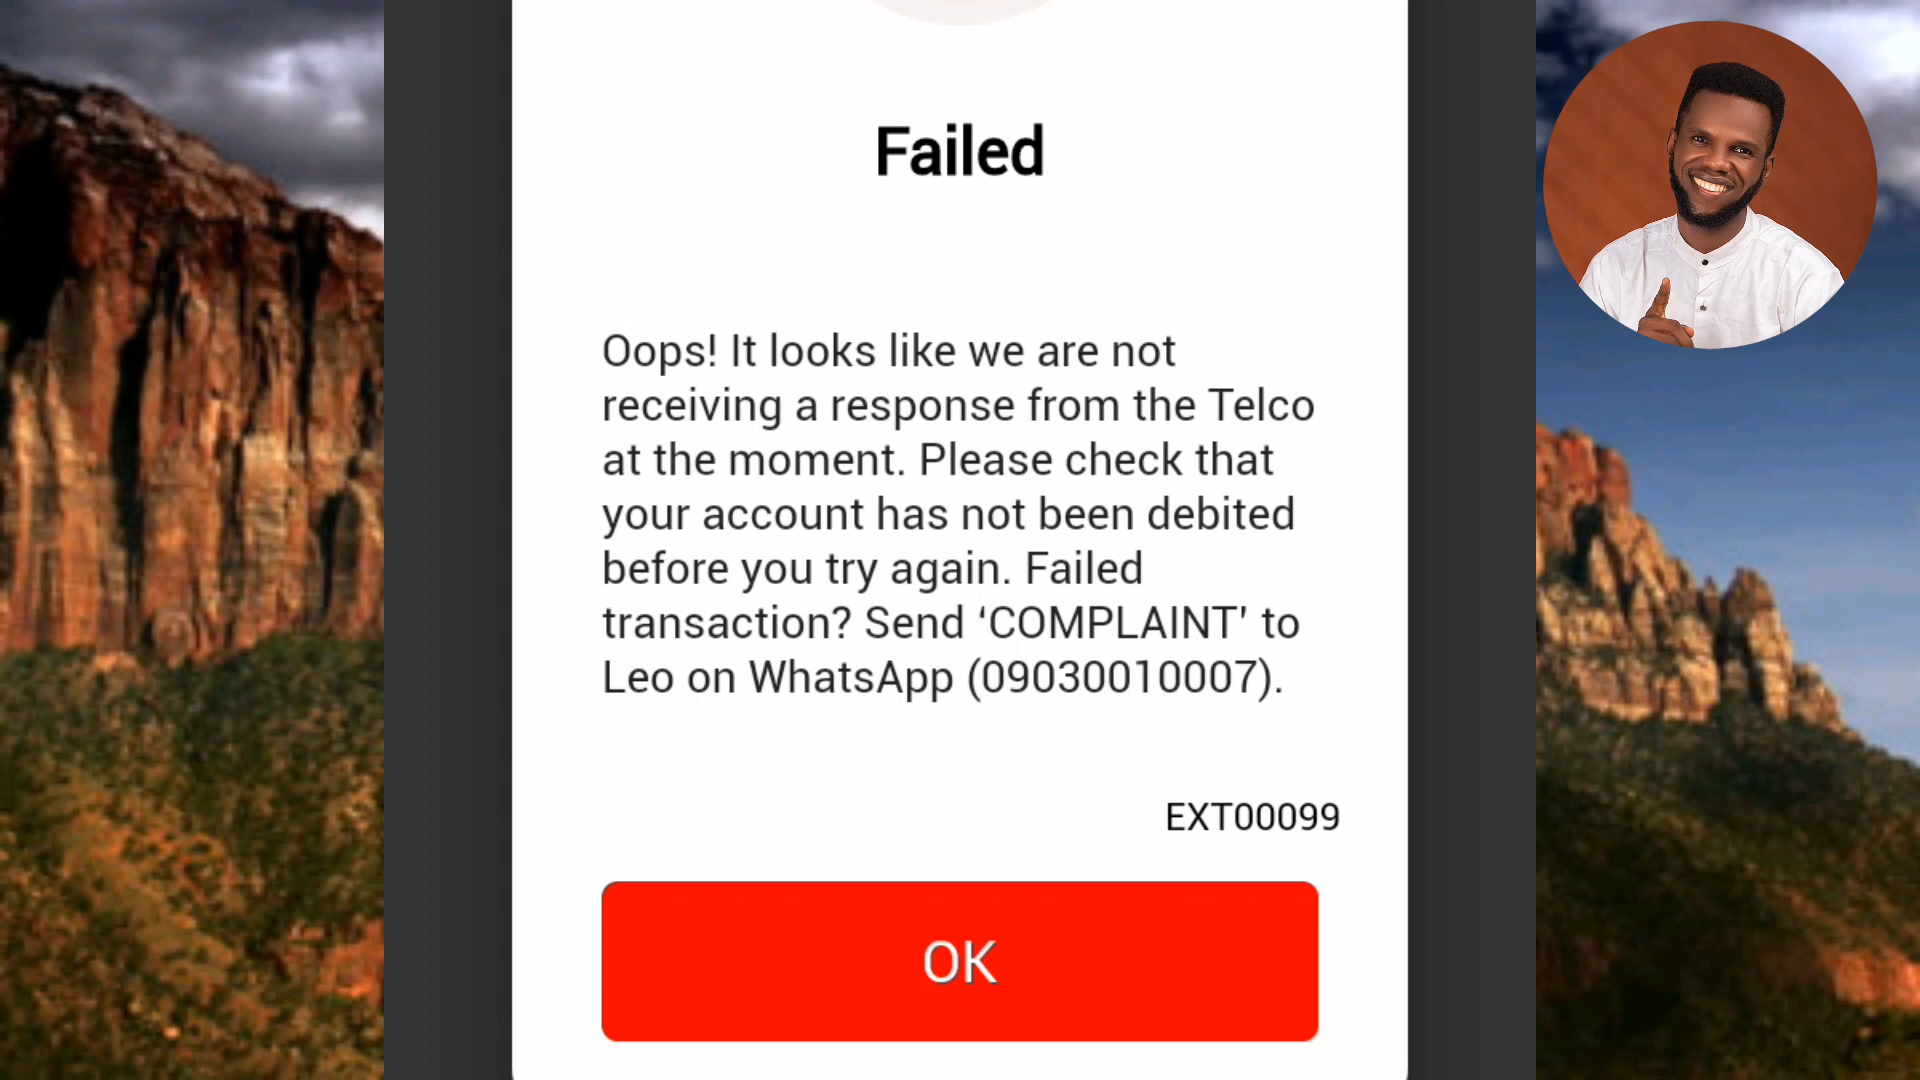 Failed
Oops! It looks like we are not
receiving a response from the Telco
at the moment. Please check that
your account has not been debited
before you try again. Failed
transaction? Send ‘COMPLAINT’ to
Leo on WhatsApp (09030010007).
EXT00099
OK